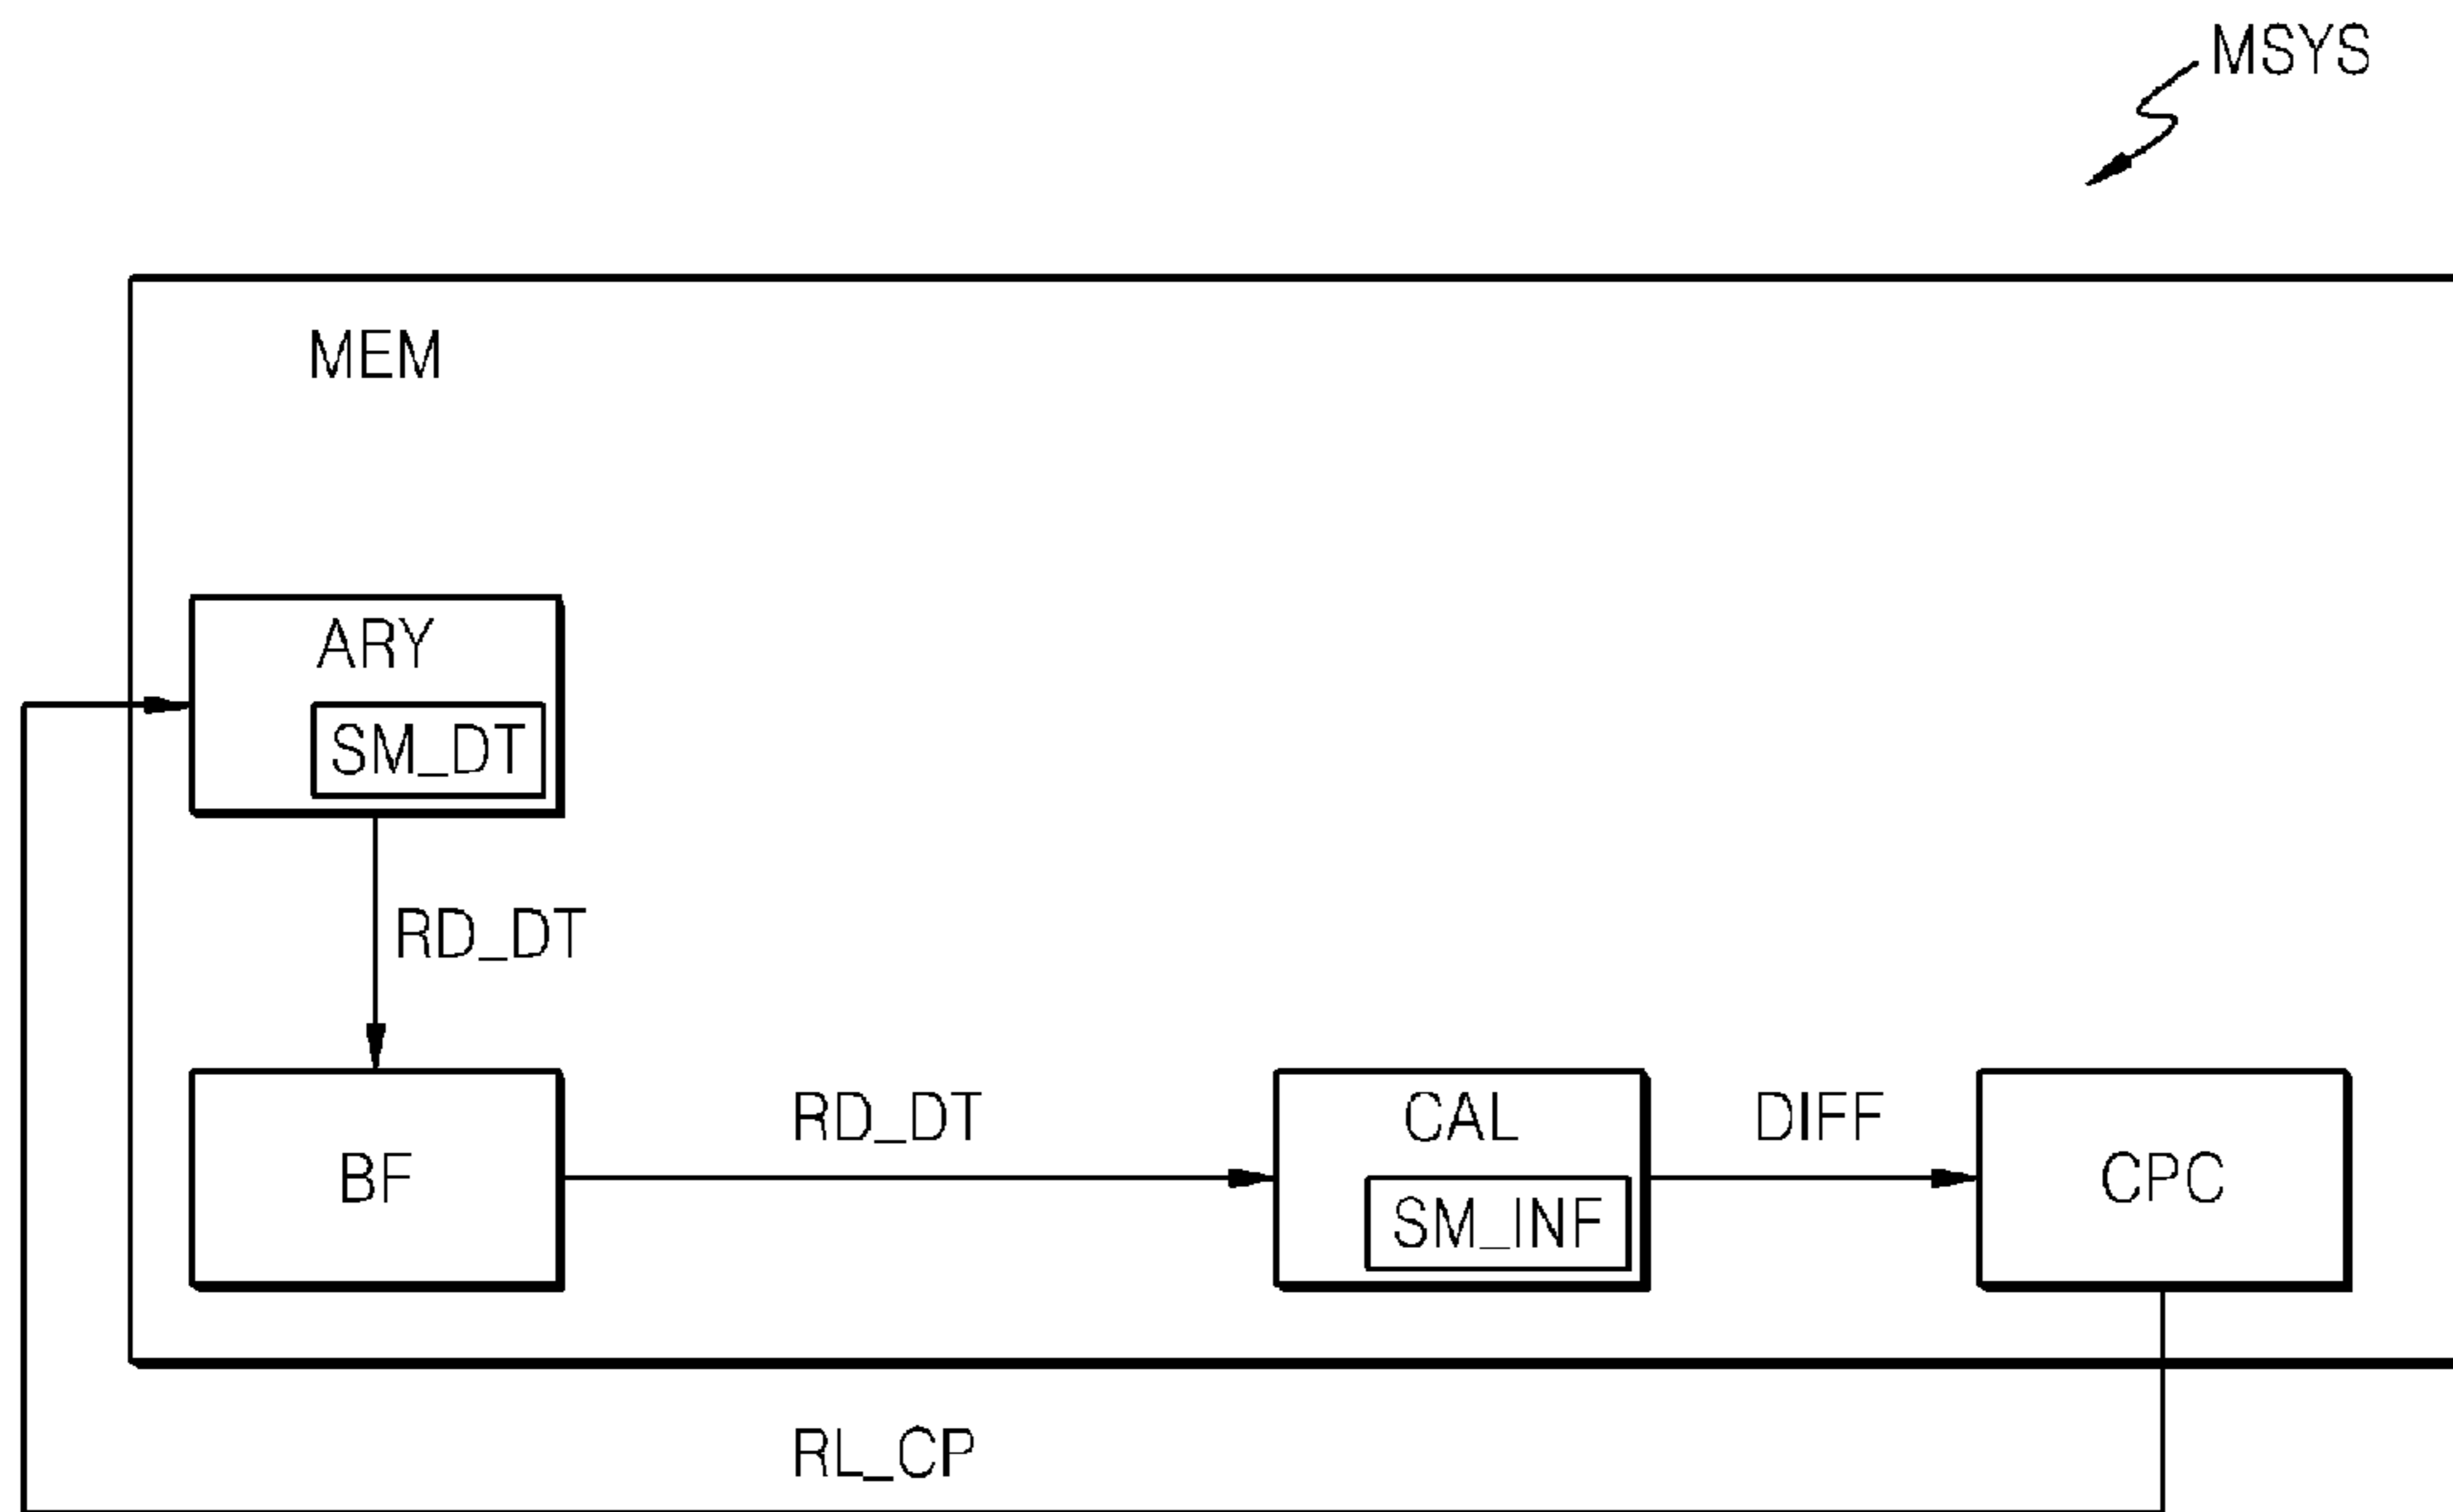 MSYS
MEM
ARY
SM_DT
RD_DT
BF
RD_DT
CAL
SM_INF
DIFF
CPC
RL_CP